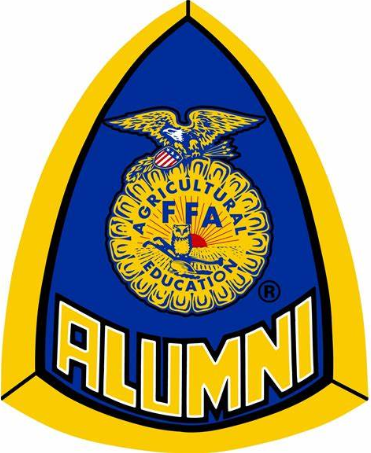 AGRICULTURAL
FFA
EDUCATION
®
ALUMNI